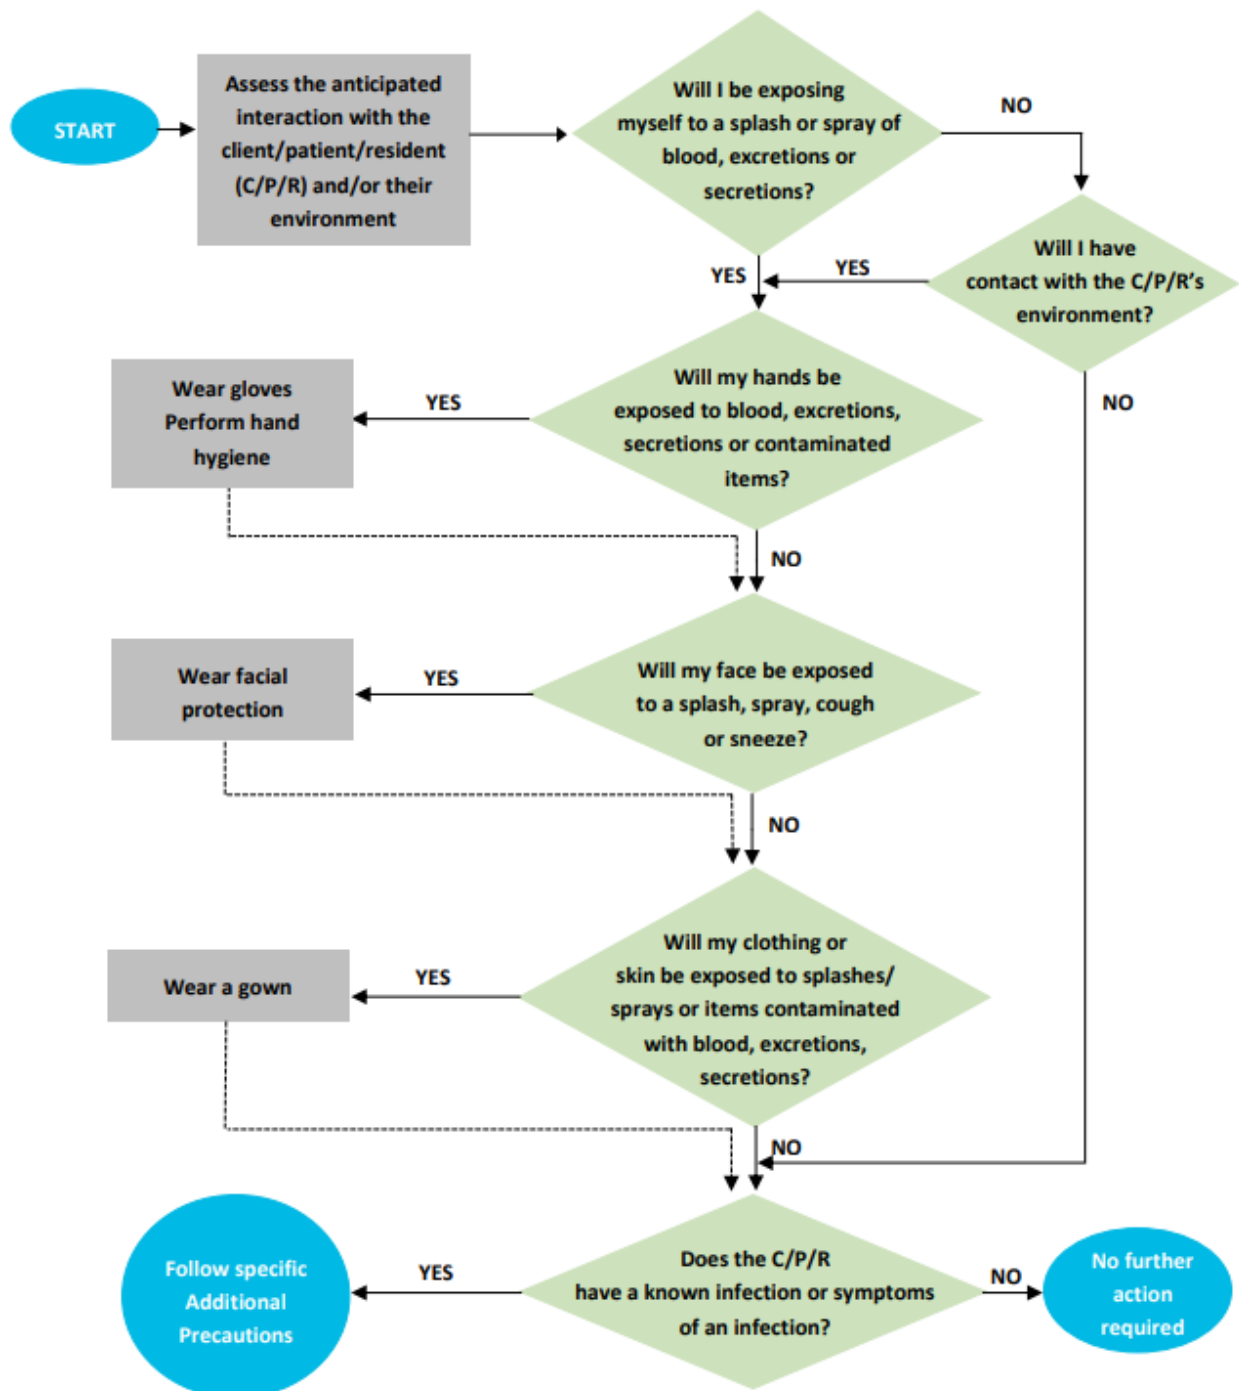 START
Assess the anticipated
interaction with the
client/patient/resident
(C/P/R) and/or their
environment
Will I be exposing
myself to a splash or spray of
blood, excretions or
secretions?
NO
Will I have
contact with the C/P/R's
environment?
YES
YES
NO
Will my hands be
exposed to blood, excretions,
secretions or contaminated
items?
YES
Wear gloves
Perform hand
hygiene
NO
Will my face be exposed
to a splash, spray, cough
or sneeze?
YES
Wear facial
protection
NO
Will my clothing or
skin be exposed to splashes/
sprays or items contaminated
with blood, excretions,
secretions?
YES
Wear a gown
NO
Does the C/P/R
have a known infection or symptoms
of an infection?
YES
Follow specific
Additional
Precautions
NO
No further
action
required